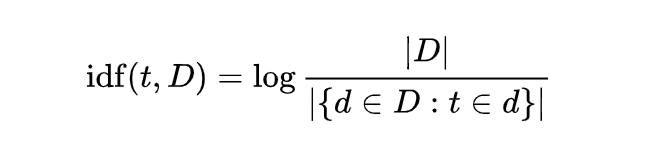 idf(t, D) = log |D| / |{d ∈ D : t ∈ d}|